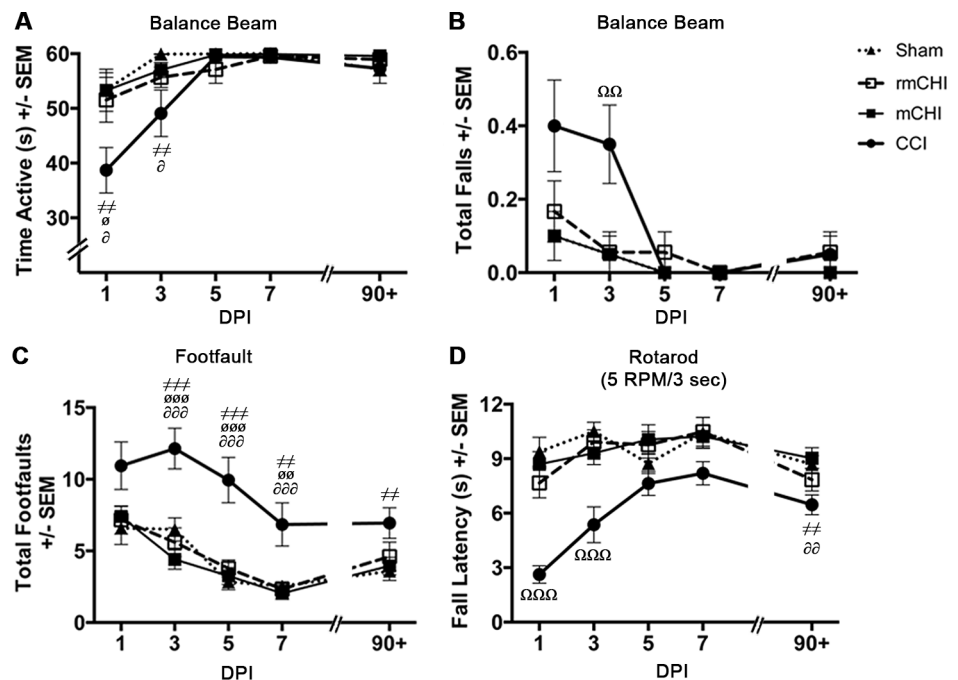 A
Balance Beam
Time Active (s) +/- SEM
60
50
40
30
≠≠
ø
∂
≠≠
∂
1 3 5 7 90+
DPI
B
Balance Beam
Total Falls +/- SEM
0.6
0.4
0.2
0.0
ΩΩ
1 3 5 7 90+
DPI
Sham
rmCHI
mCHI
CCI
C
Footfault
Total Footfaults
+/- SEM
15
10
5
0
≠≠≠
øøø
∂∂∂
≠≠≠
øøø
∂∂∂
≠≠
øø
∂∂∂
≠≠
1 3 5 7 90+
DPI
D
Rotarod
(5 RPM/3 sec)
Fall Latency (s) +/- SEM
12
9
6
3
0
ΩΩΩ
ΩΩΩ
≠≠
∂∂
1 3 5 7 90+
DPI